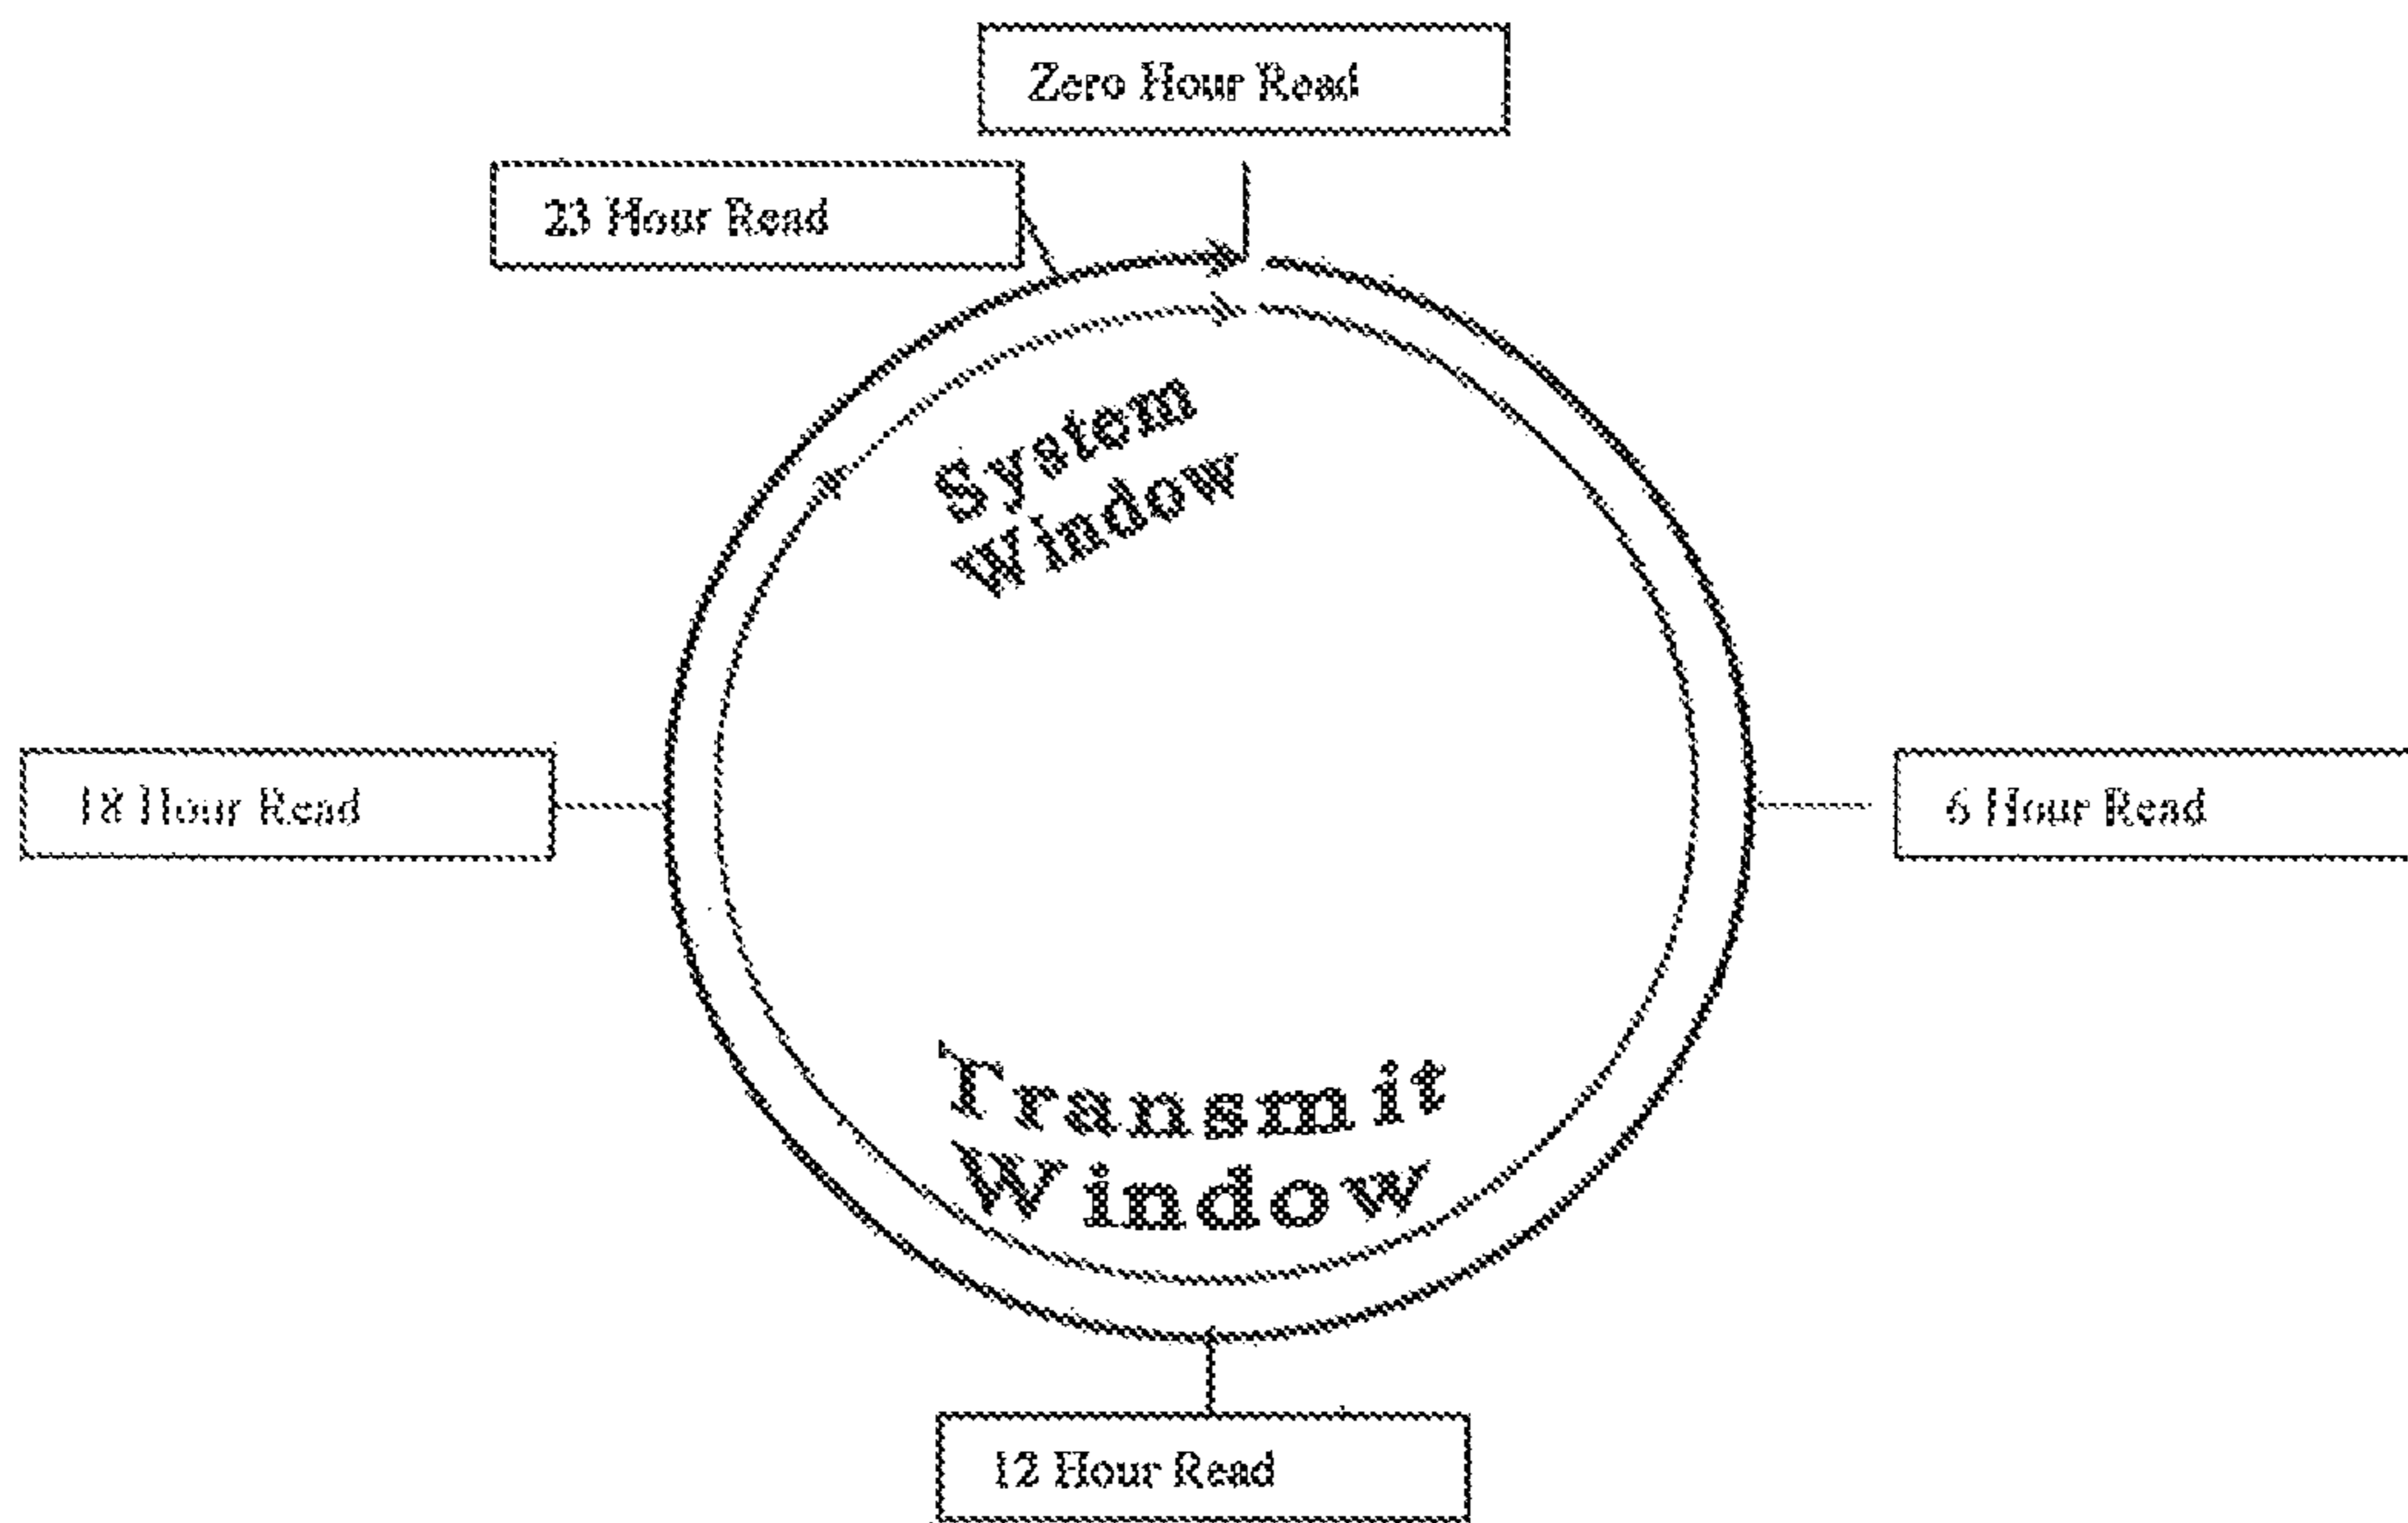 Zero Hour Read
23 Hour Read
System
Window
18 Hour Read
6 Hour Read
Transmit
Window
12 Hour Read